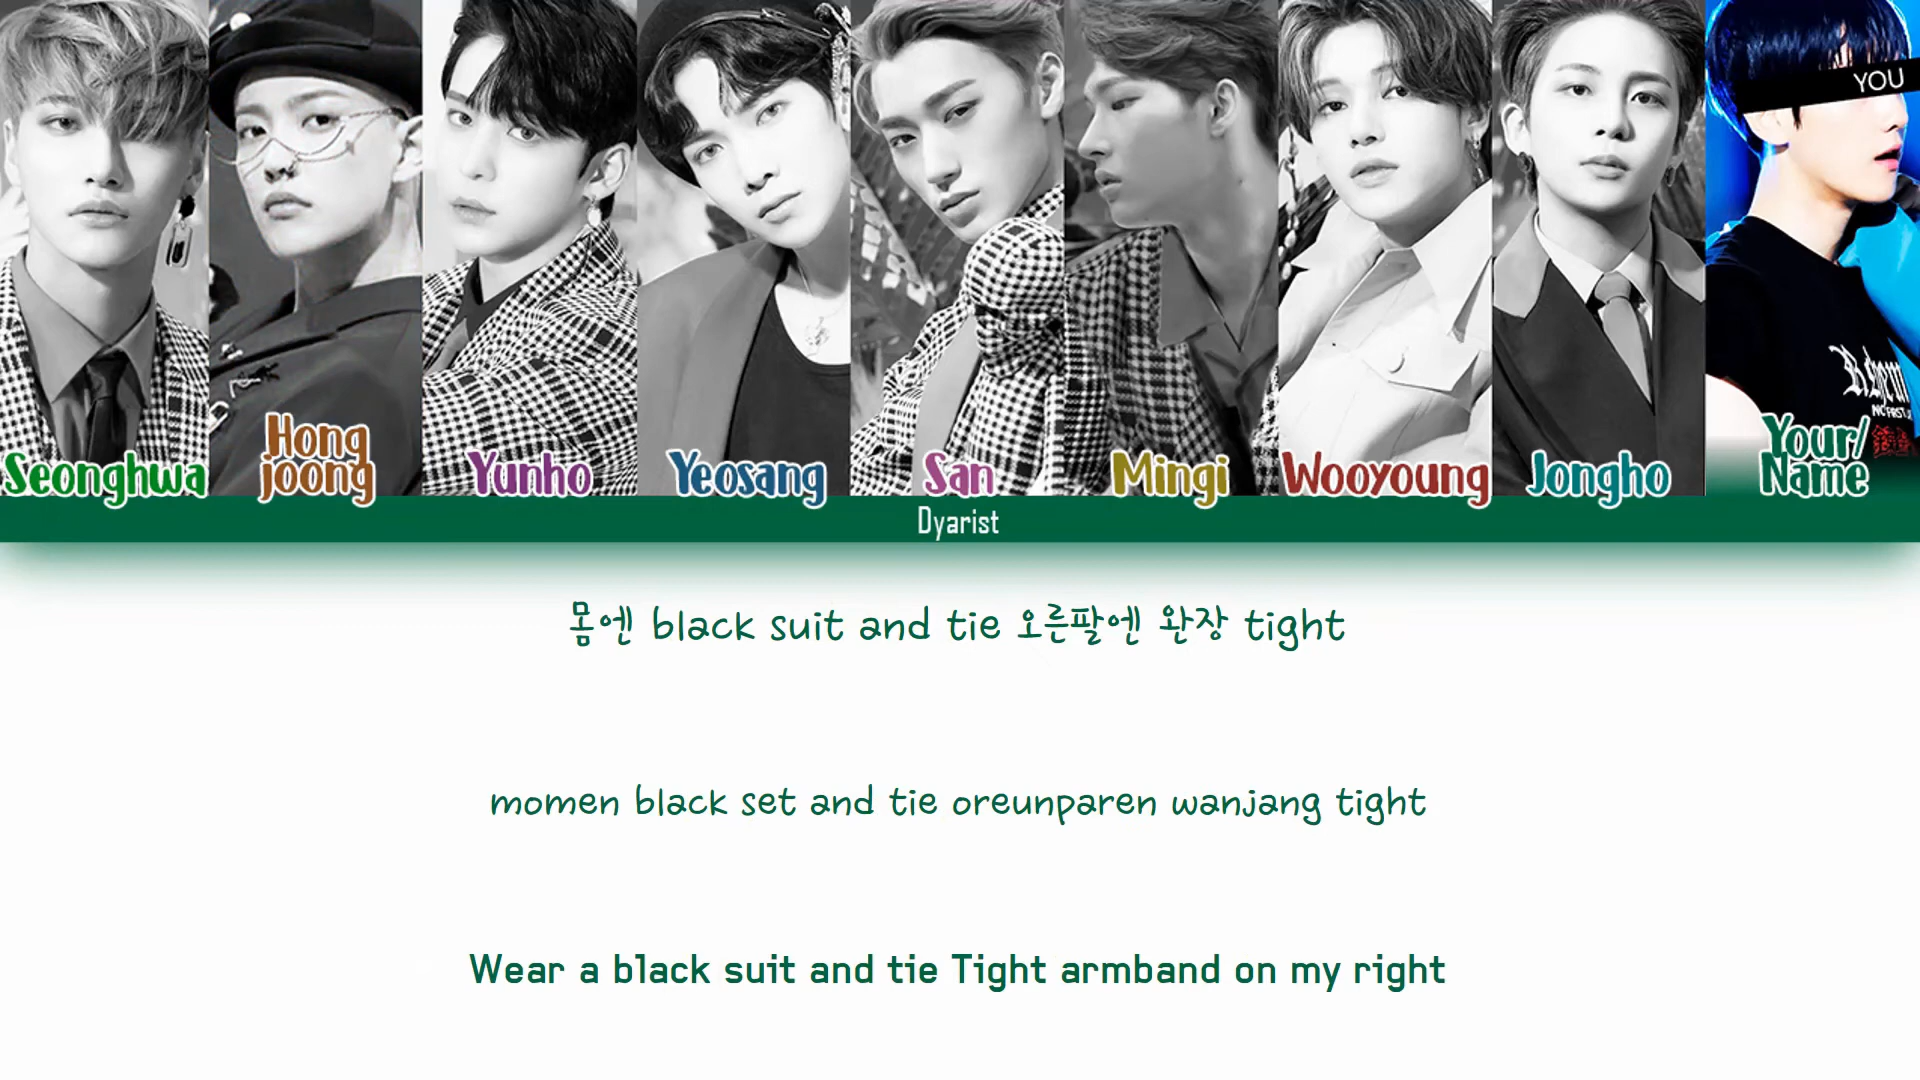 YOU
Seonghwa
Hong
joong
Yunho
Yeosang
San
Mingi
Wooyoung
Jongho
Your/
Name
Dyarist
몸엔 black suit and tie 오른팔엔 완장 tight
momen black set and tie oreunparen wanjang tight
Wear a black suit and tie Tight armband on my right